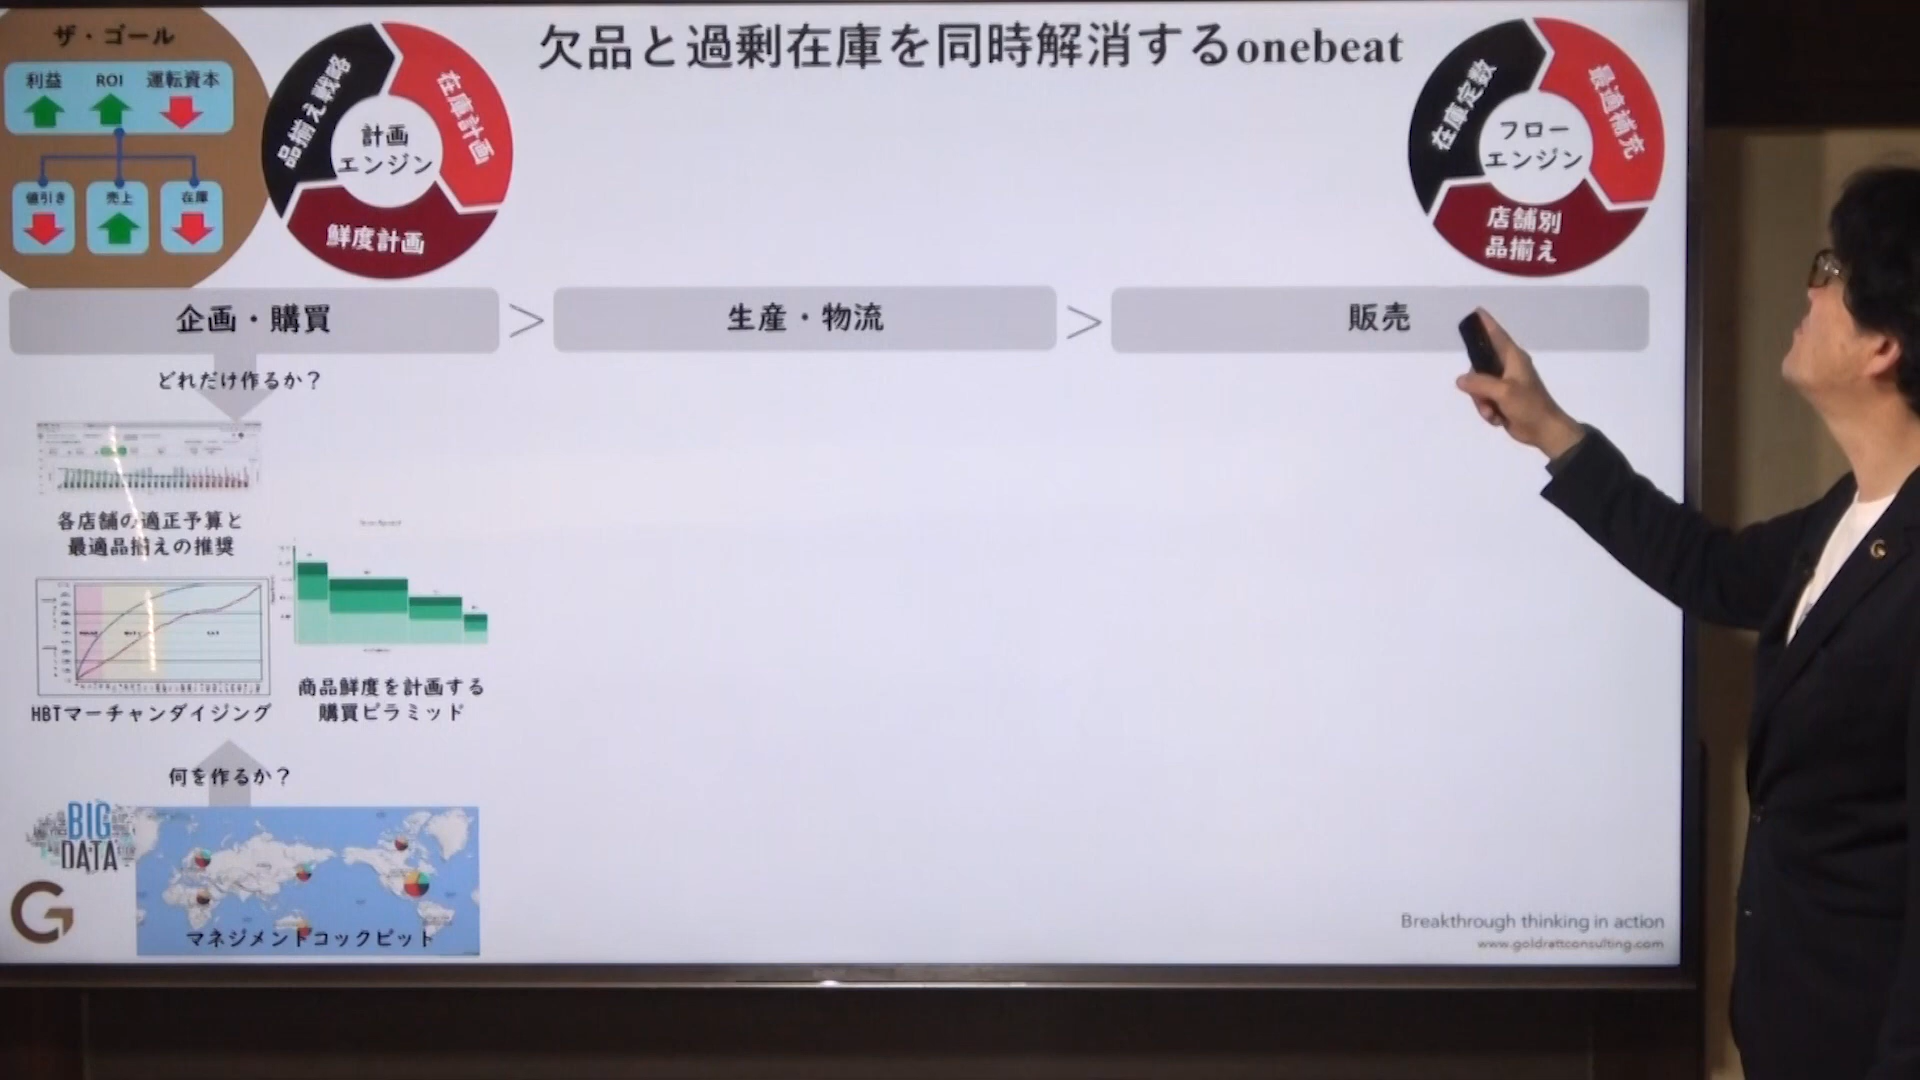 欠品と過剰在庫を同時解消するonebeat
ザ・ゴール
利益
ROI
運転資本
値引き
売上
在庫
品揃え戦略
在庫計画
鮮度計画
計画
エンジン
在庫定数
最適補充
店舗別
品揃え
フロー
エンジン
企画・購買
>
生産・物流
>
販売
どれだけ作るか？
各店舗の適正予算と
最適品揃えの推奨
HBTマーチャンダイジング
商品鮮度を計画する
購買ピラミッド
何を作るか？
BIG
DATA
マネジメントコックピット
Breakthrough thinking in action
www.goldrattconsulting.com